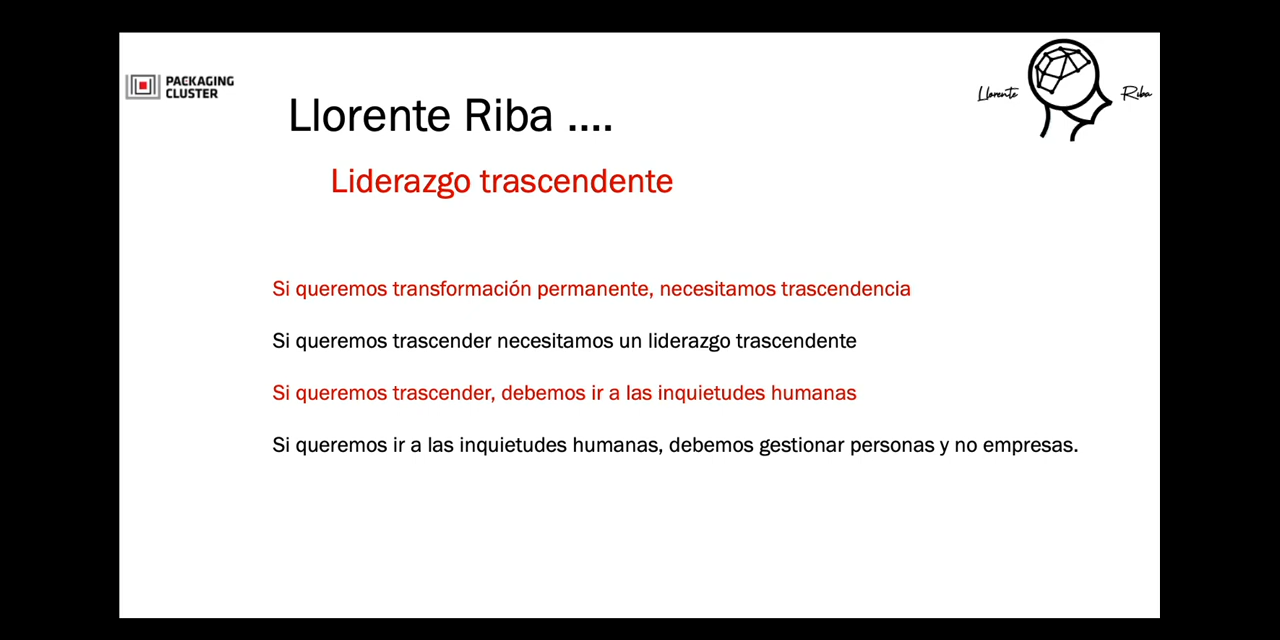 PACKAGING
CLUSTER
Llorente Riba
Llorente Riba ....
Liderazgo trascendente
Si queremos transformación permanente, necesitamos trascendencia
Si queremos trascender necesitamos un liderazgo trascendente
Si queremos trascender, debemos ir a las inquietudes humanas
Si queremos ir a las inquietudes humanas, debemos gestionar personas y no empresas.